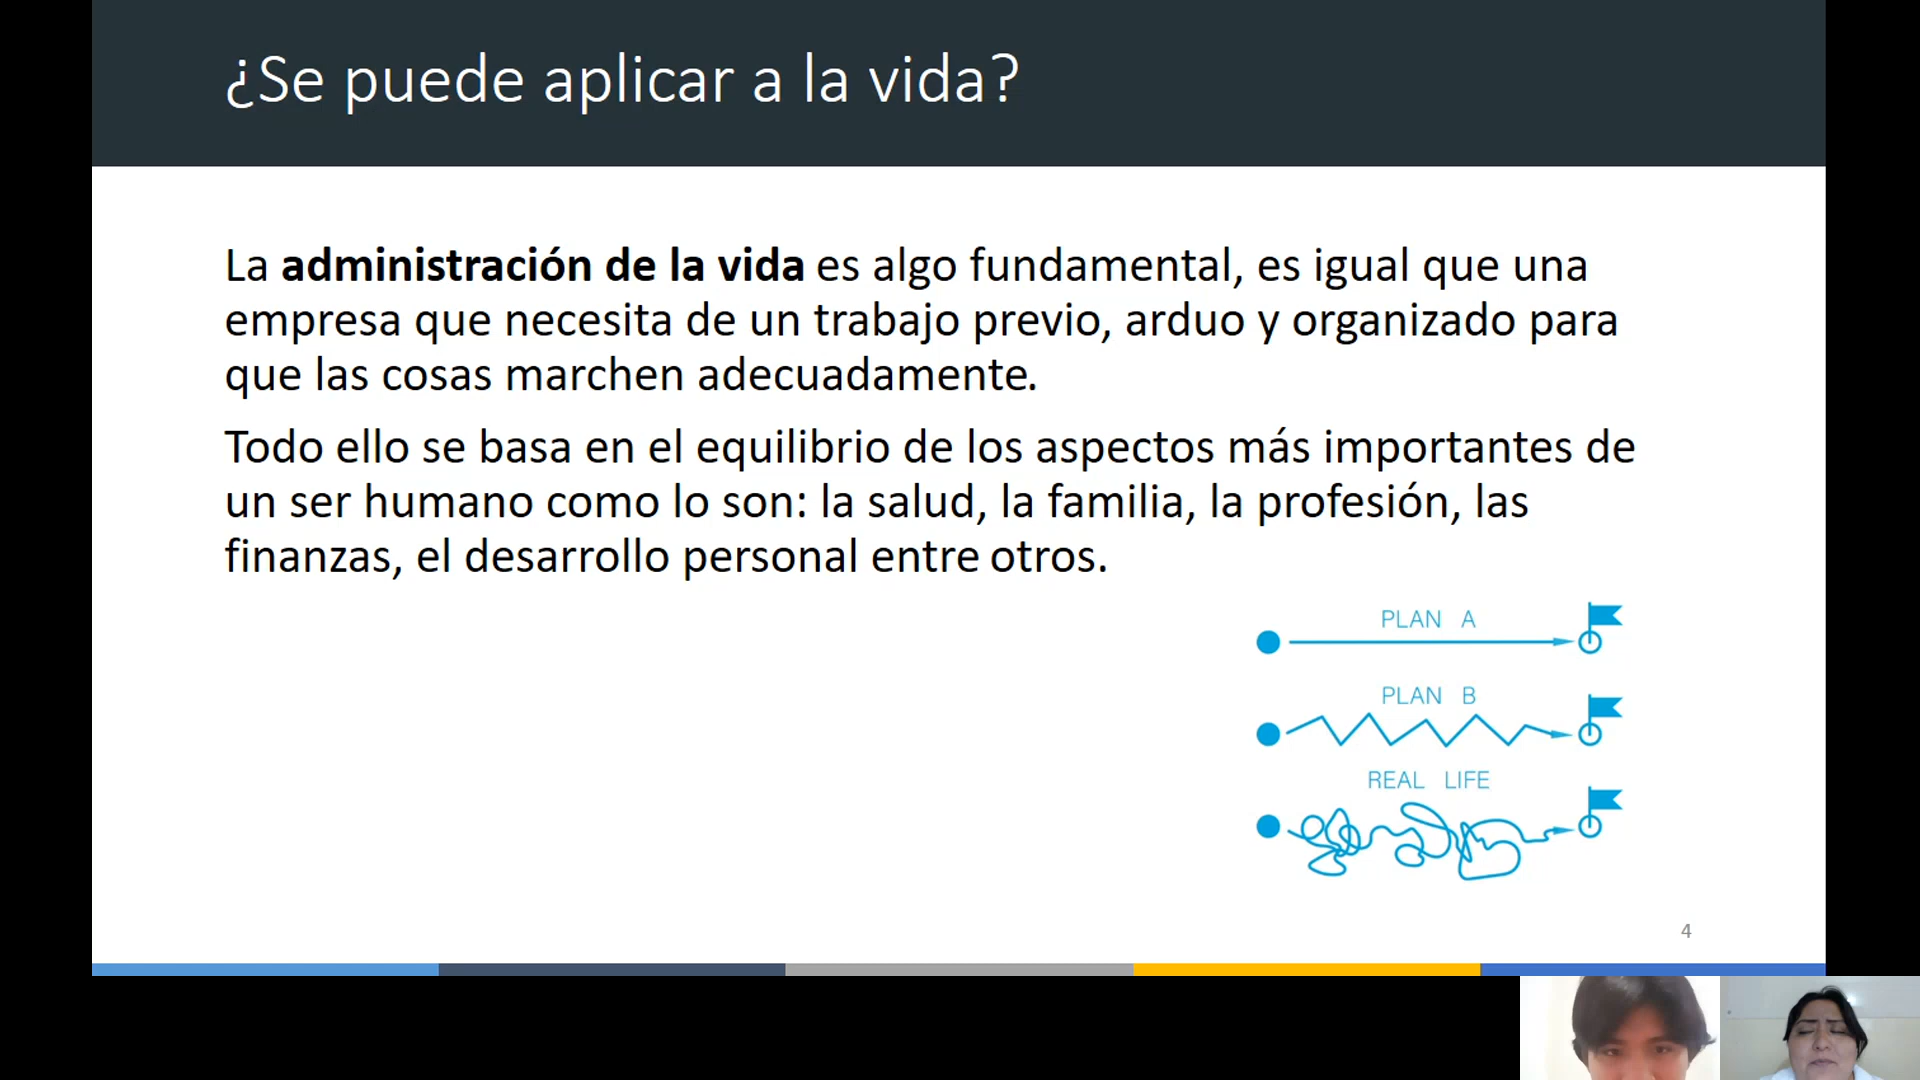 ¿Se puede aplicar a la vida?
La administración de la vida es algo fundamental, es igual que una
empresa que necesita de un trabajo previo, arduo y organizado para
que las cosas marchen adecuadamente.
Todo ello se basa en el equilibrio de los aspectos más importantes de
un ser humano como lo son: la salud, la familia, la profesión, las
finanzas, el desarrollo personal entre otros.
PLAN A
PLAN B
REAL LIFE
4